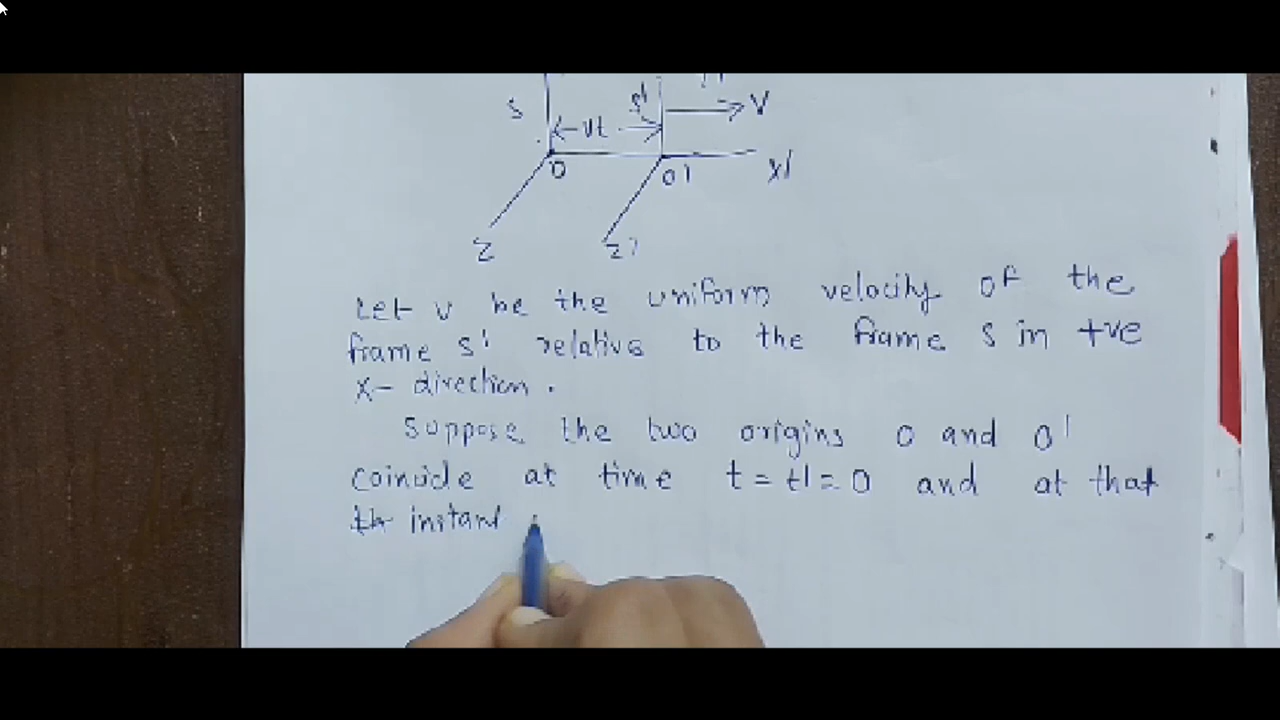 S
S'
V
←vt→
O
O'
X'
Z
Z'
Let v be the uniform velocity of the
frame S' relative to the frame S in +ve
X- direction.
Suppose the two origins O and O'
coincide at time t = t' = 0 and at that
instant